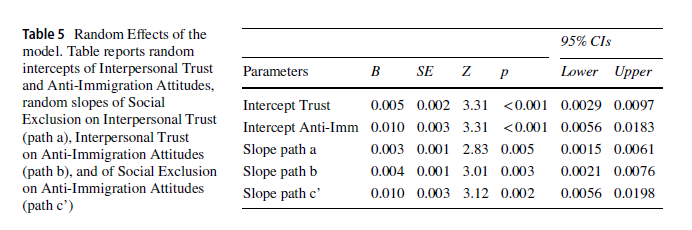 Table 5 Random Effects of the
model. Table reports random
intercepts of Interpersonal Trust
and Anti-Immigration Attitudes,
random slopes of Social
Exclusion on Interpersonal Trust
(path a), Interpersonal Trust
on Anti-Immigration Attitudes
(path b), and of Social Exclusion
on Anti-Immigration Attitudes
(path c’)
95% CIs
Parameters B SE Z p Lower Upper
Intercept Trust 0.005 0.002 3.31 <0.001 0.0029 0.0097
Intercept Anti-Imm 0.010 0.003 3.31 <0.001 0.0056 0.0183
Slope path a 0.003 0.001 2.83 0.005 0.0015 0.0061
Slope path b 0.004 0.001 3.01 0.003 0.0021 0.0076
Slope path c’ 0.010 0.003 3.12 0.002 0.0056 0.0198